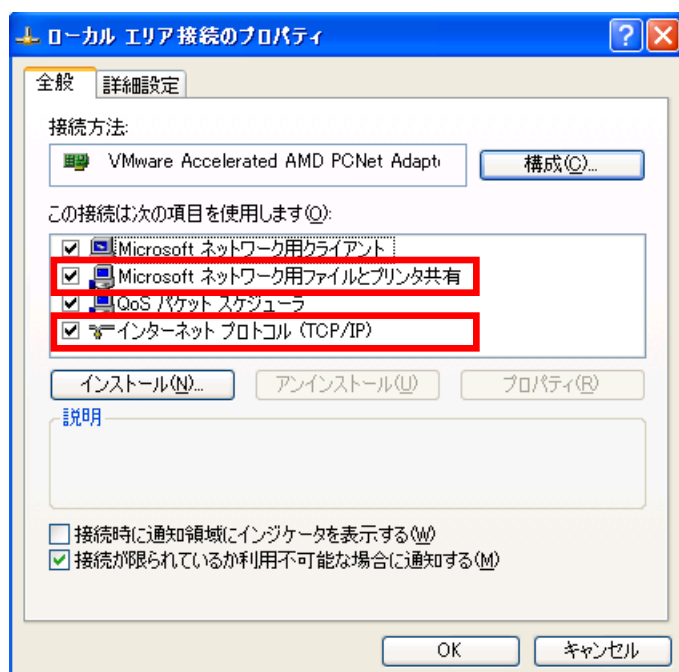 ローカル エリア接続のプロパティ
全般
詳細設定
接続方法:
VMware Accelerated AMD PCNet Adapt
構成(C)...
この接続は次の項目を使用します(O):
Microsoft ネットワーク用クライアント
Microsoft ネットワーク用ファイルとプリンタ共有
QoS パケット スケジューラ
インターネット プロトコル (TCP/IP)
インストール(N)...
アンインストール(U)
プロパティ(R)
説明
接続時に通知領域にインジケータを表示する(W)
接続が限られているか利用不可能な場合に通知する(M)
OK
キャンセル